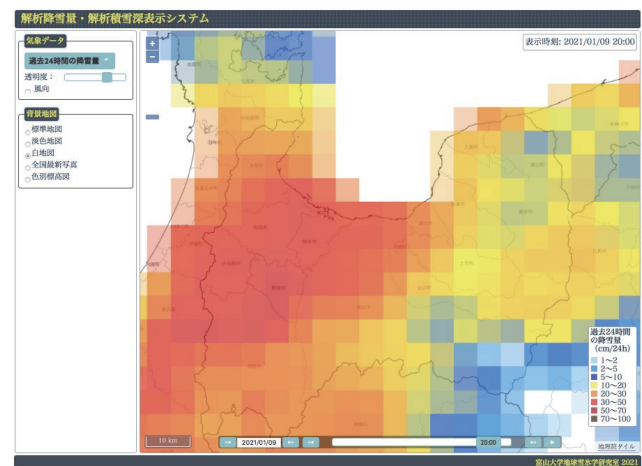 解析降雪量・解析積雪深表示システム
気象データ
過去24時間の降雪量
透明度：
風向
背景地図
標準地図
淡色地図
白地図
全国最新写真
色別標高図
+
−
表示時刻: 2021/01/09 20:00
過去24時間
の降雪量
(cm/24h)
1～2
2～5
5～10
10～20
20～30
30～50
50～70
70～100
10 km
2021/01/09
20:00
地理院タイル
富山大学地球雪氷学研究室 2021